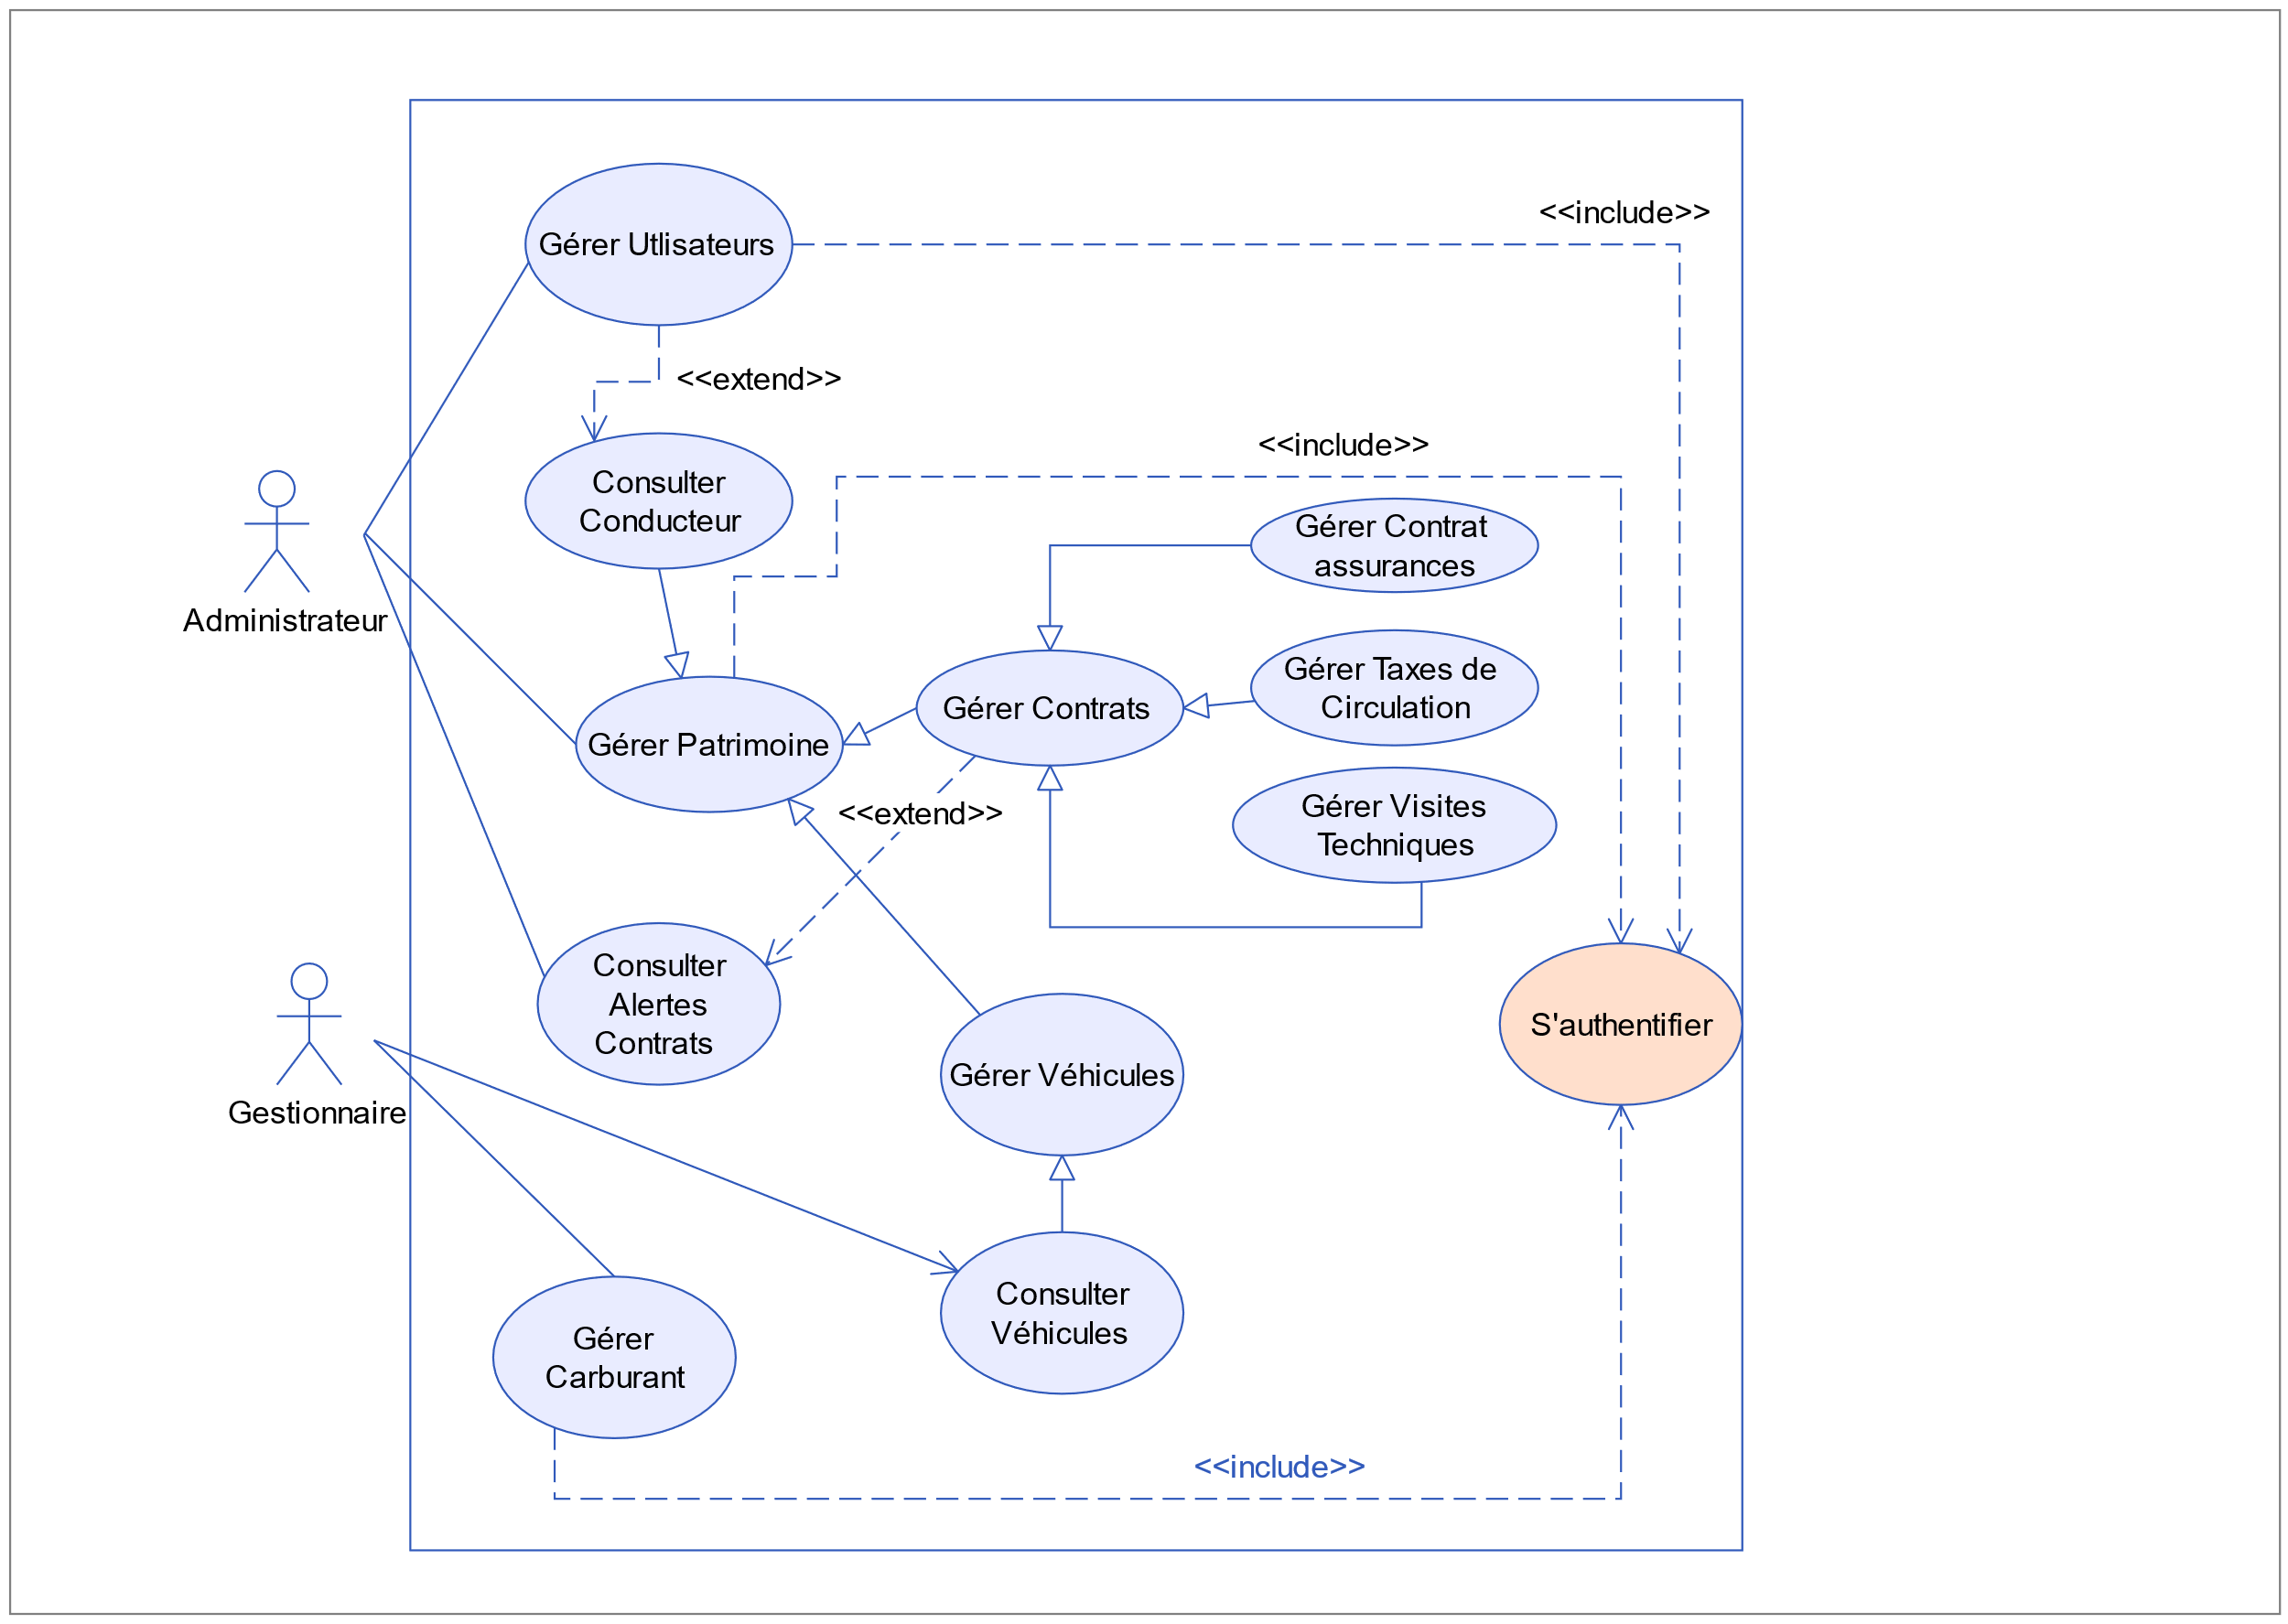 <<include>>
Gérer Utlisateurs
<<extend>>
<<include>>
Consulter
Conducteur
Gérer Contrat
assurances
Administrateur
Gérer Taxes de
Circulation
Gérer Contrats
Gérer Patrimoine
<<extend>>
Gérer Visites
Techniques
Consulter
Alertes
Contrats
S'authentifier
Gérer Véhicules
Gestionnaire
Consulter
Véhicules
Gérer
Carburant
<<include>>